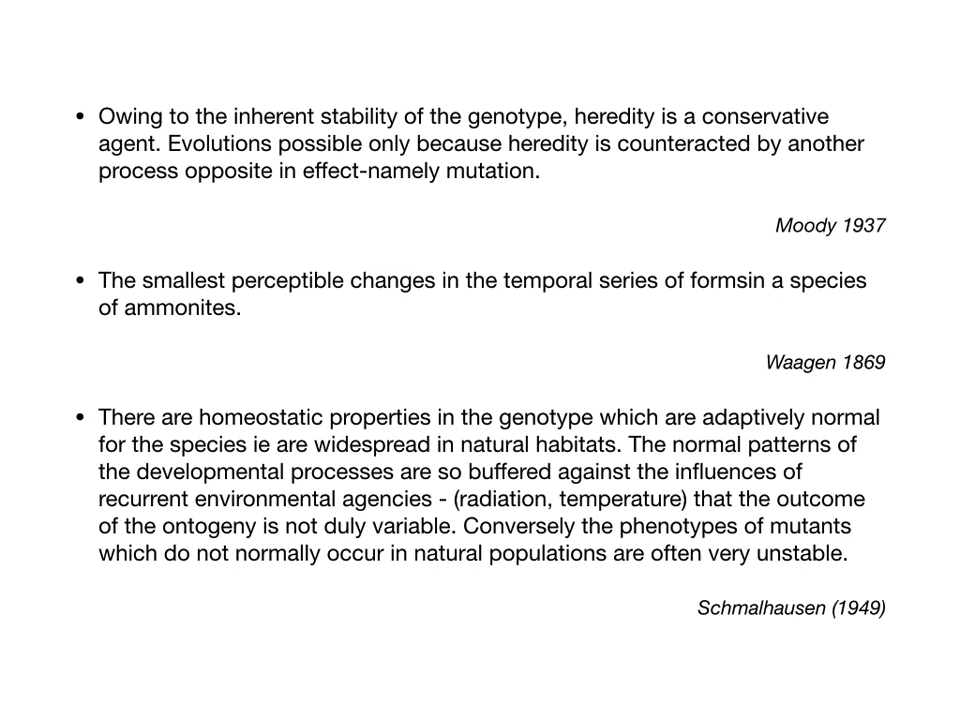 • Owing to the inherent stability of the genotype, heredity is a conservative
agent. Evolutions possible only because heredity is counteracted by another
process opposite in effect-namely mutation.
Moody 1937
• The smallest perceptible changes in the temporal series of formsin a species
of ammonites.
Waagen 1869
• There are homeostatic properties in the genotype which are adaptively normal
for the species ie are widespread in natural habitats. The normal patterns of
the developmental processes are so buffered against the influences of
recurrent environmental agencies - (radiation, temperature) that the outcome
of the ontogeny is not duly variable. Conversely the phenotypes of mutants
which do not normally occur in natural populations are often very unstable.
Schmalhausen (1949)